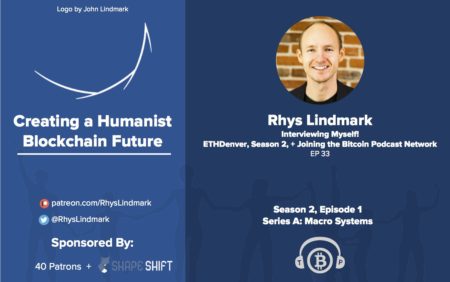 Logo by John Lindmark
Creating a Humanist
Blockchain Future
patreon.com/RhysLindmark
@RhysLindmark
Sponsored By:
40 Patrons + SHAPESHIFT
Rhys Lindmark
Interviewing Myself!
ETHDenver, Season 2, + Joining the Bitcoin Podcast Network
EP 33
Season 2, Episode 1
Series A: Macro Systems
T B P